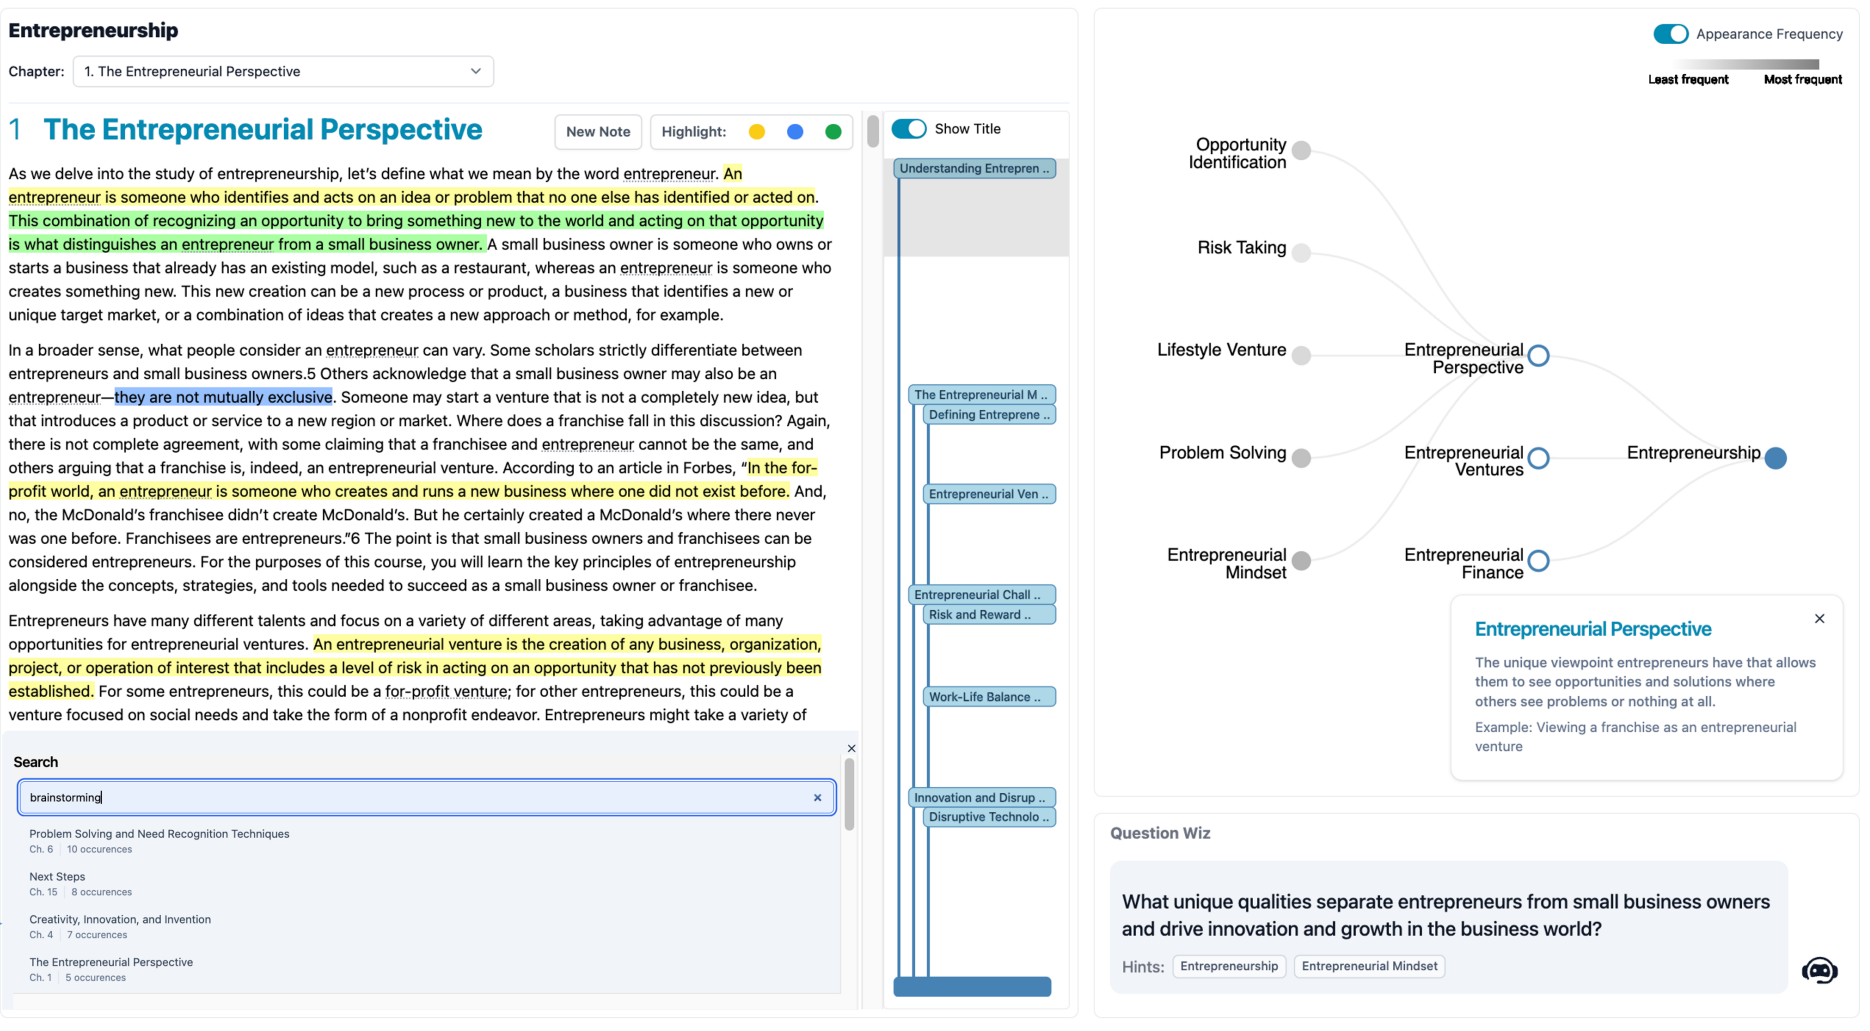 Entrepreneurship
Chapter:
1. The Entrepreneurial Perspective
1 The Entrepreneurial Perspective
New Note
Highlight:
As we delve into the study of entrepreneurship, let's define what we mean by the word entrepreneur. An
entrepreneur is someone who identifies and acts on an idea or problem that no one else has identified or acted on.
This combination of recognizing an opportunity to bring something new to the world and acting on that opportunity
is what distinguishes an entrepreneur from a small business owner. A small business owner is someone who owns or
starts a business that already has an existing model, such as a restaurant, whereas an entrepreneur is someone who
creates something new. This new creation can be a new process or product, a business that identifies a new or
unique target market, or a combination of ideas that creates a new approach or method, for example.
In a broader sense, what people consider an entrepreneur can vary. Some scholars strictly differentiate between
entrepreneurs and small business owners.5 Others acknowledge that a small business owner may also be an
entrepreneur—they are not mutually exclusive. Someone may start a venture that is not a completely new idea, but
that introduces a product or service to a new region or market. Where does a franchise fall in this discussion? Again,
there is not complete agreement, with some claiming that a franchisee and entrepreneur cannot be the same, and
others arguing that a franchise is, indeed, an entrepreneurial venture. According to an article in Forbes, “In the for-
profit world, an entrepreneur is someone who creates and runs a new business where one did not exist before. And,
no, the McDonald’s franchisee didn’t create McDonald’s. But he certainly created a McDonald’s where there never
was one before. Franchisees are entrepreneurs.”6 The point is that small business owners and franchisees can be
considered entrepreneurs. For the purposes of this course, you will learn the key principles of entrepreneurship
alongside the concepts, strategies, and tools needed to succeed as a small business owner or franchisee.
Entrepreneurs have many different talents and focus on a variety of different areas, taking advantage of many
opportunities for entrepreneurial ventures. An entrepreneurial venture is the creation of any business, organization,
project, or operation of interest that includes a level of risk in acting on an opportunity that has not previously been
established. For some entrepreneurs, this could be a for-profit venture; for other entrepreneurs, this could be a
venture focused on social needs and take the form of a nonprofit endeavor. Entrepreneurs might take a variety of
Search
brainstorming
Problem Solving and Need Recognition Techniques
Ch. 6 10 occurences
Next Steps
Ch. 15 8 occurences
Creativity, Innovation, and Invention
Ch. 4 7 occurences
The Entrepreneurial Perspective
Ch. 1 5 occurences
Show Title
Understanding Entrepren ..
The Entrepreneurial M ..
Defining Entreprene ..
Entrepreneurial Ven ..
Entrepreneurial Chall ..
Risk and Reward ..
Work-Life Balance ..
Innovation and Disrup ..
Disruptive Technolo ..
Appearance Frequency
Least frequent
Most frequent
Opportunity
Identification
Risk Taking
Lifestyle Venture
Problem Solving
Entrepreneurial
Mindset
Entrepreneurial
Perspective
Entrepreneurial
Ventures
Entrepreneurial
Finance
Entrepreneurship
Entrepreneurial Perspective
The unique viewpoint entrepreneurs have that allows
them to see opportunities and solutions where
others see problems or nothing at all.
Example: Viewing a franchise as an entrepreneurial
venture
Question Wiz
What unique qualities separate entrepreneurs from small business owners
and drive innovation and growth in the business world?
Hints:
Entrepreneurship
Entrepreneurial Mindset